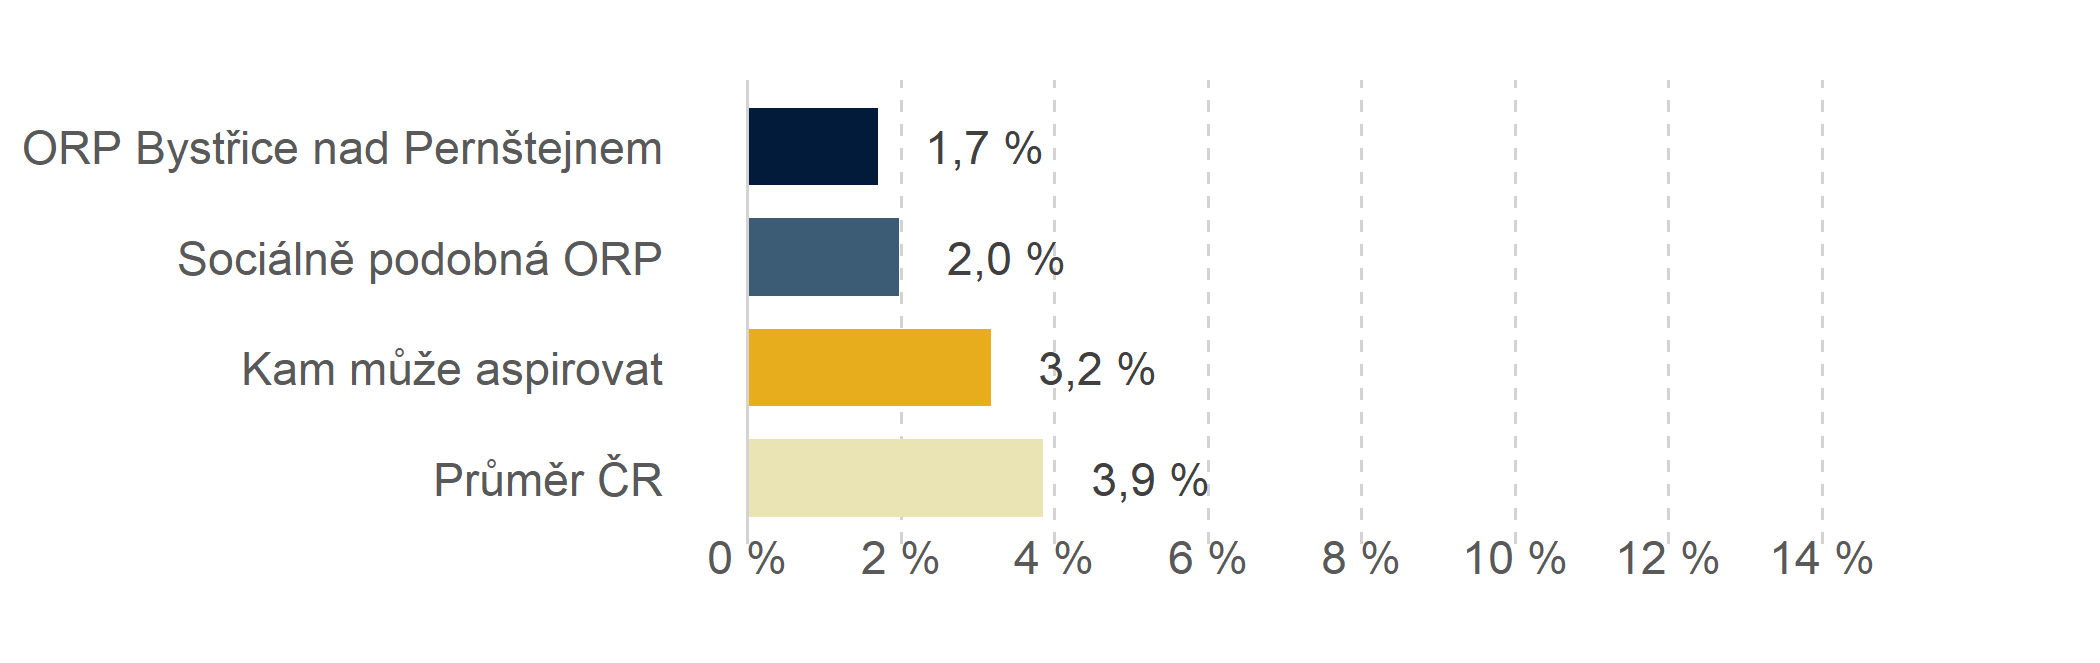 ORP Bystřice nad Pernštejnem 1,7 %
Sociálně podobná ORP 2,0 %
Kam může aspirovat 3,2 %
Průměr ČR 3,9 %
0 % 2 % 4 % 6 % 8 % 10 % 12 % 14 %